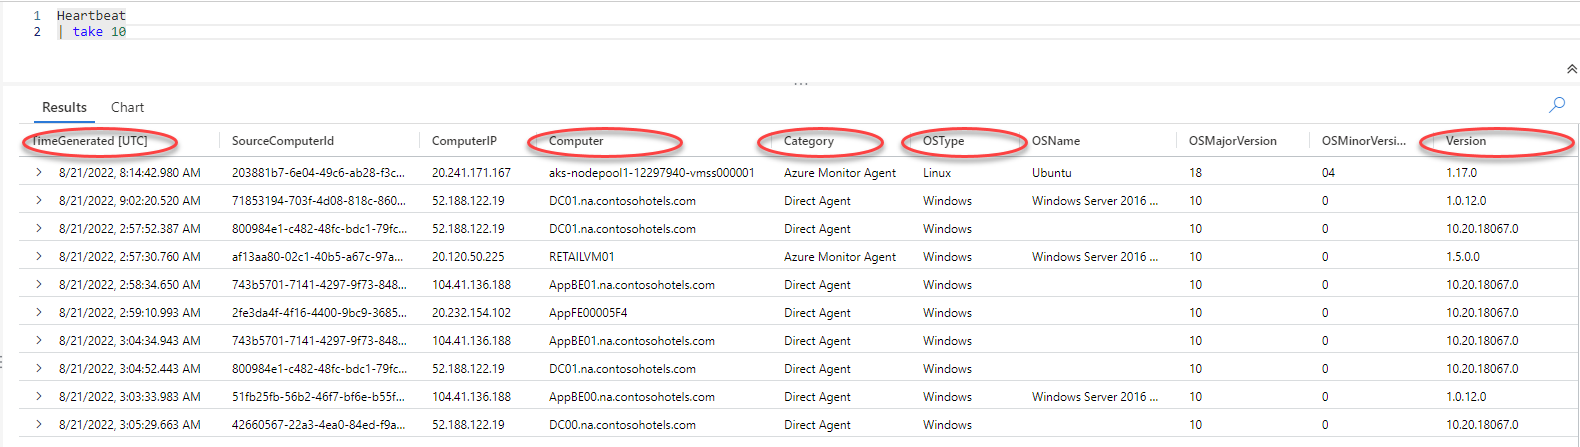 1 Heartbeat
2 | take 10
Results Chart
TimeGenerated [UTC] SourceComputerId ComputerIP Computer Category OSType OSName OSMajorVersion OSMinorVersi... Version
8/21/2022, 8:14:42.980 AM 203881b7-6e04-49c6-ab28-f3c... 20.241.171.167 aks-nodepool1-12297940-vmss000001 Azure Monitor Agent Linux Ubuntu 18 04 1.17.0
8/21/2022, 9:02:20.520 AM 71853194-703f-4d08-818c-860... 52.188.122.19 DC01.na.contosohotels.com Direct Agent Windows Windows Server 2016 ... 10 0 1.0.12.0
8/21/2022, 2:57:52.387 AM 800984e1-c482-48fc-bdc1-79fc... 52.188.122.19 DC01.na.contosohotels.com Direct Agent Windows 10 0 10.20.18067.0
8/21/2022, 2:57:30.760 AM af13aa80-02c1-40b5-a67c-97a... 20.120.50.225 RETAILVM01 Azure Monitor Agent Windows Windows Server 2016 ... 10 0 1.5.0.0
8/21/2022, 2:58:34.650 AM 743b5701-7141-4297-9f73-848... 104.41.136.188 AppBE01.na.contosohotels.com Direct Agent Windows 10 0 10.20.18067.0
8/21/2022, 2:59:10.993 AM 2fe3da4f-4f16-4400-9bc9-3685... 20.232.154.102 AppFE00005F4 Direct Agent Windows 10 0 10.20.18067.0
8/21/2022, 3:04:34.943 AM 743b5701-7141-4297-9f73-848... 104.41.136.188 AppBE01.na.contosohotels.com Direct Agent Windows 10 0 10.20.18067.0
8/21/2022, 3:04:52.443 AM 800984e1-c482-48fc-bdc1-79fc... 52.188.122.19 DC01.na.contosohotels.com Direct Agent Windows 10 0 10.20.18067.0
8/21/2022, 3:03:33.983 AM 51fb25fb-56b2-46f7-bf6e-b55f... 104.41.136.188 AppBE00.na.contosohotels.com Direct Agent Windows Windows Server 2016 ... 10 0 1.0.12.0
8/21/2022, 3:05:29.663 AM 42660567-22a3-4ea0-84ed-f9a... 52.188.122.19 DC00.na.contosohotels.com Direct Agent Windows 10 0 10.20.18067.0